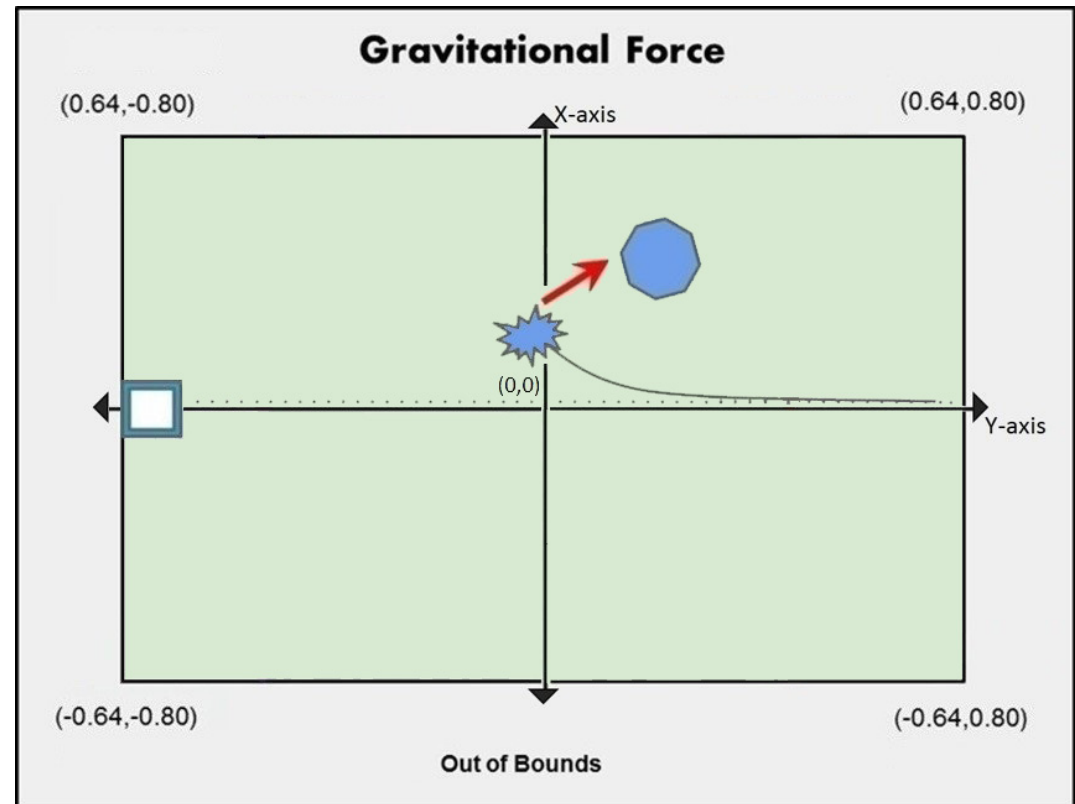 Gravitational Force
(0.64,-0.80)
(0.64,0.80)
X-axis
(0,0)
Y-axis
(-0.64,-0.80)
(-0.64,0.80)
Out of Bounds